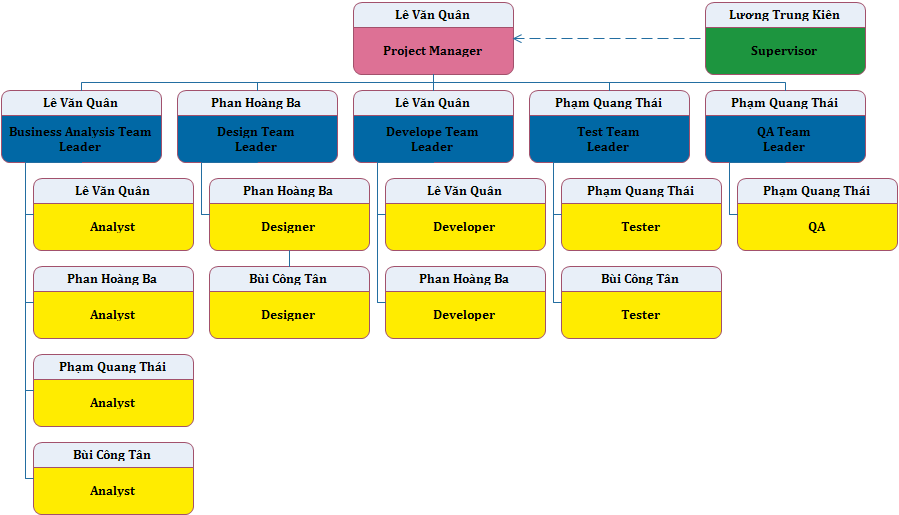 Lê Văn Quân
Project Manager
Lương Trung Kiên
Supervisor
Lê Văn Quân
Business Analysis Team
Leader
Phan Hoàng Ba
Design Team
Leader
Lê Văn Quân
Develope Team
Leader
Phạm Quang Thái
Test Team
Leader
Phạm Quang Thái
QA Team
Leader
Lê Văn Quân
Analyst
Phan Hoàng Ba
Designer
Lê Văn Quân
Developer
Phạm Quang Thái
Tester
Phạm Quang Thái
QA
Phan Hoàng Ba
Analyst
Bùi Công Tân
Designer
Phan Hoàng Ba
Developer
Bùi Công Tân
Tester
Phạm Quang Thái
Analyst
Bùi Công Tân
Analyst